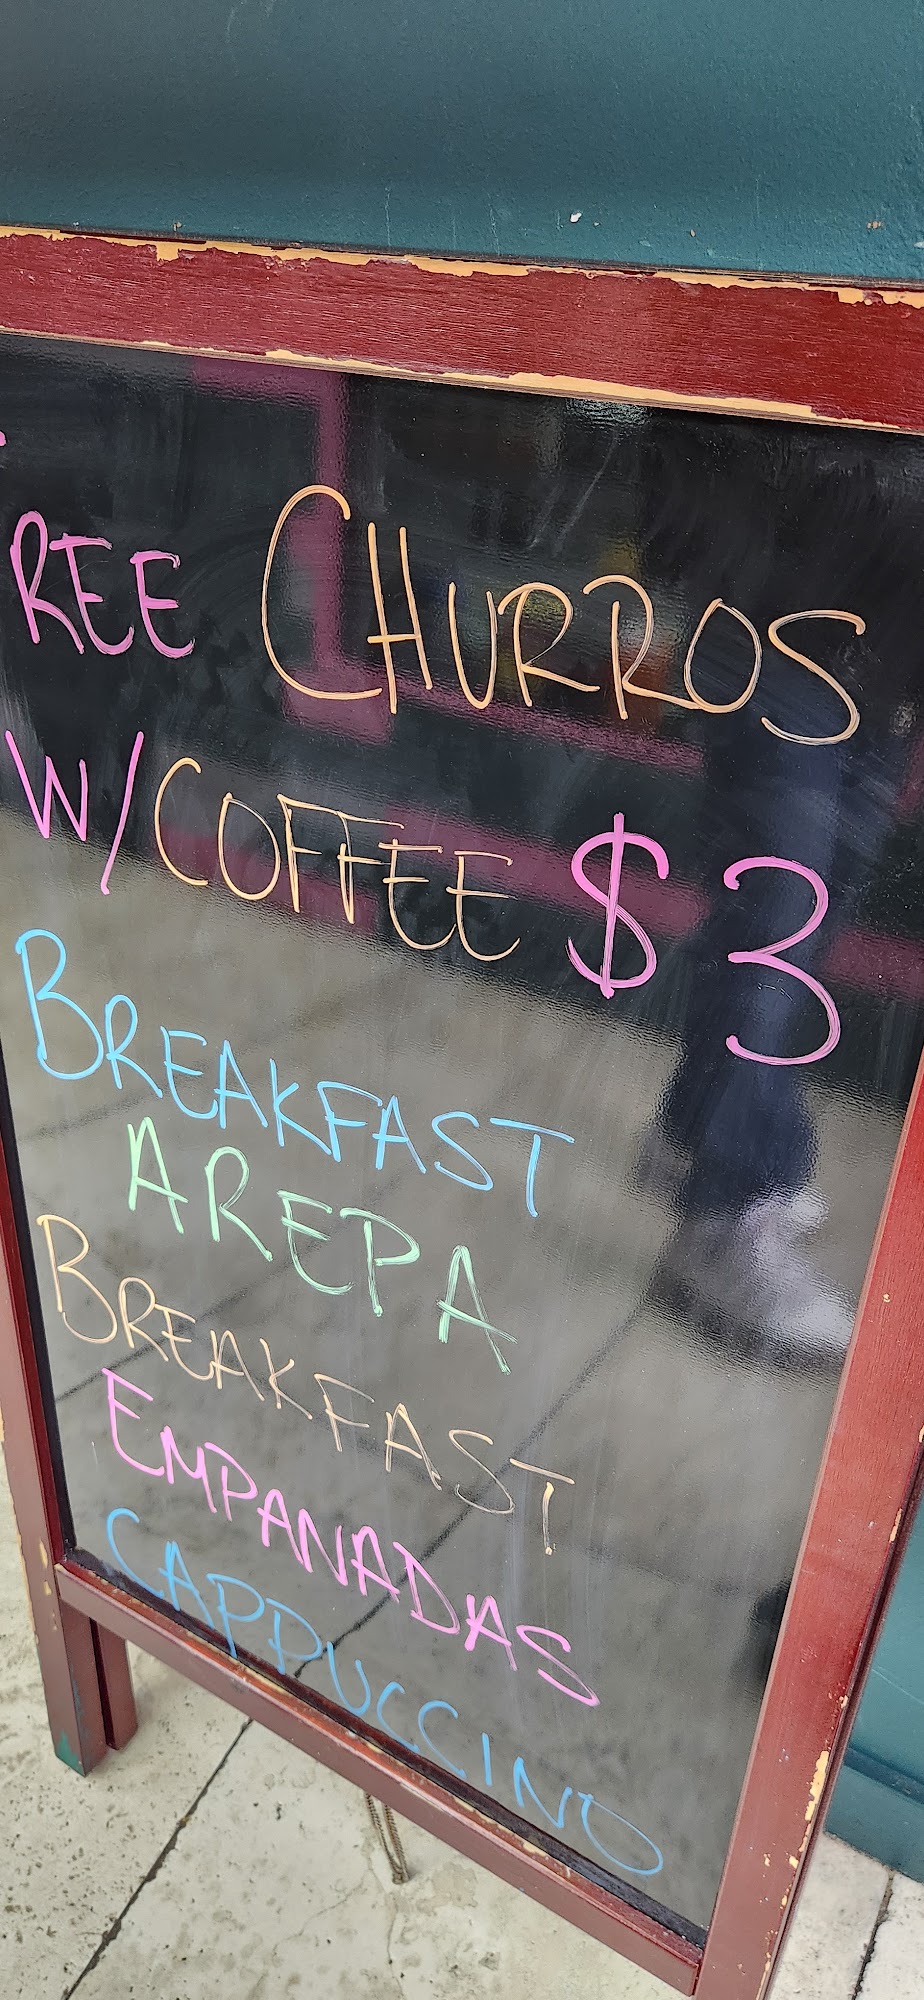 REE CHURROS
W/COFFEE $3
BREAKFAST
AREPA
BREAKFAST
EMPANADAS
CAPPUCCINO